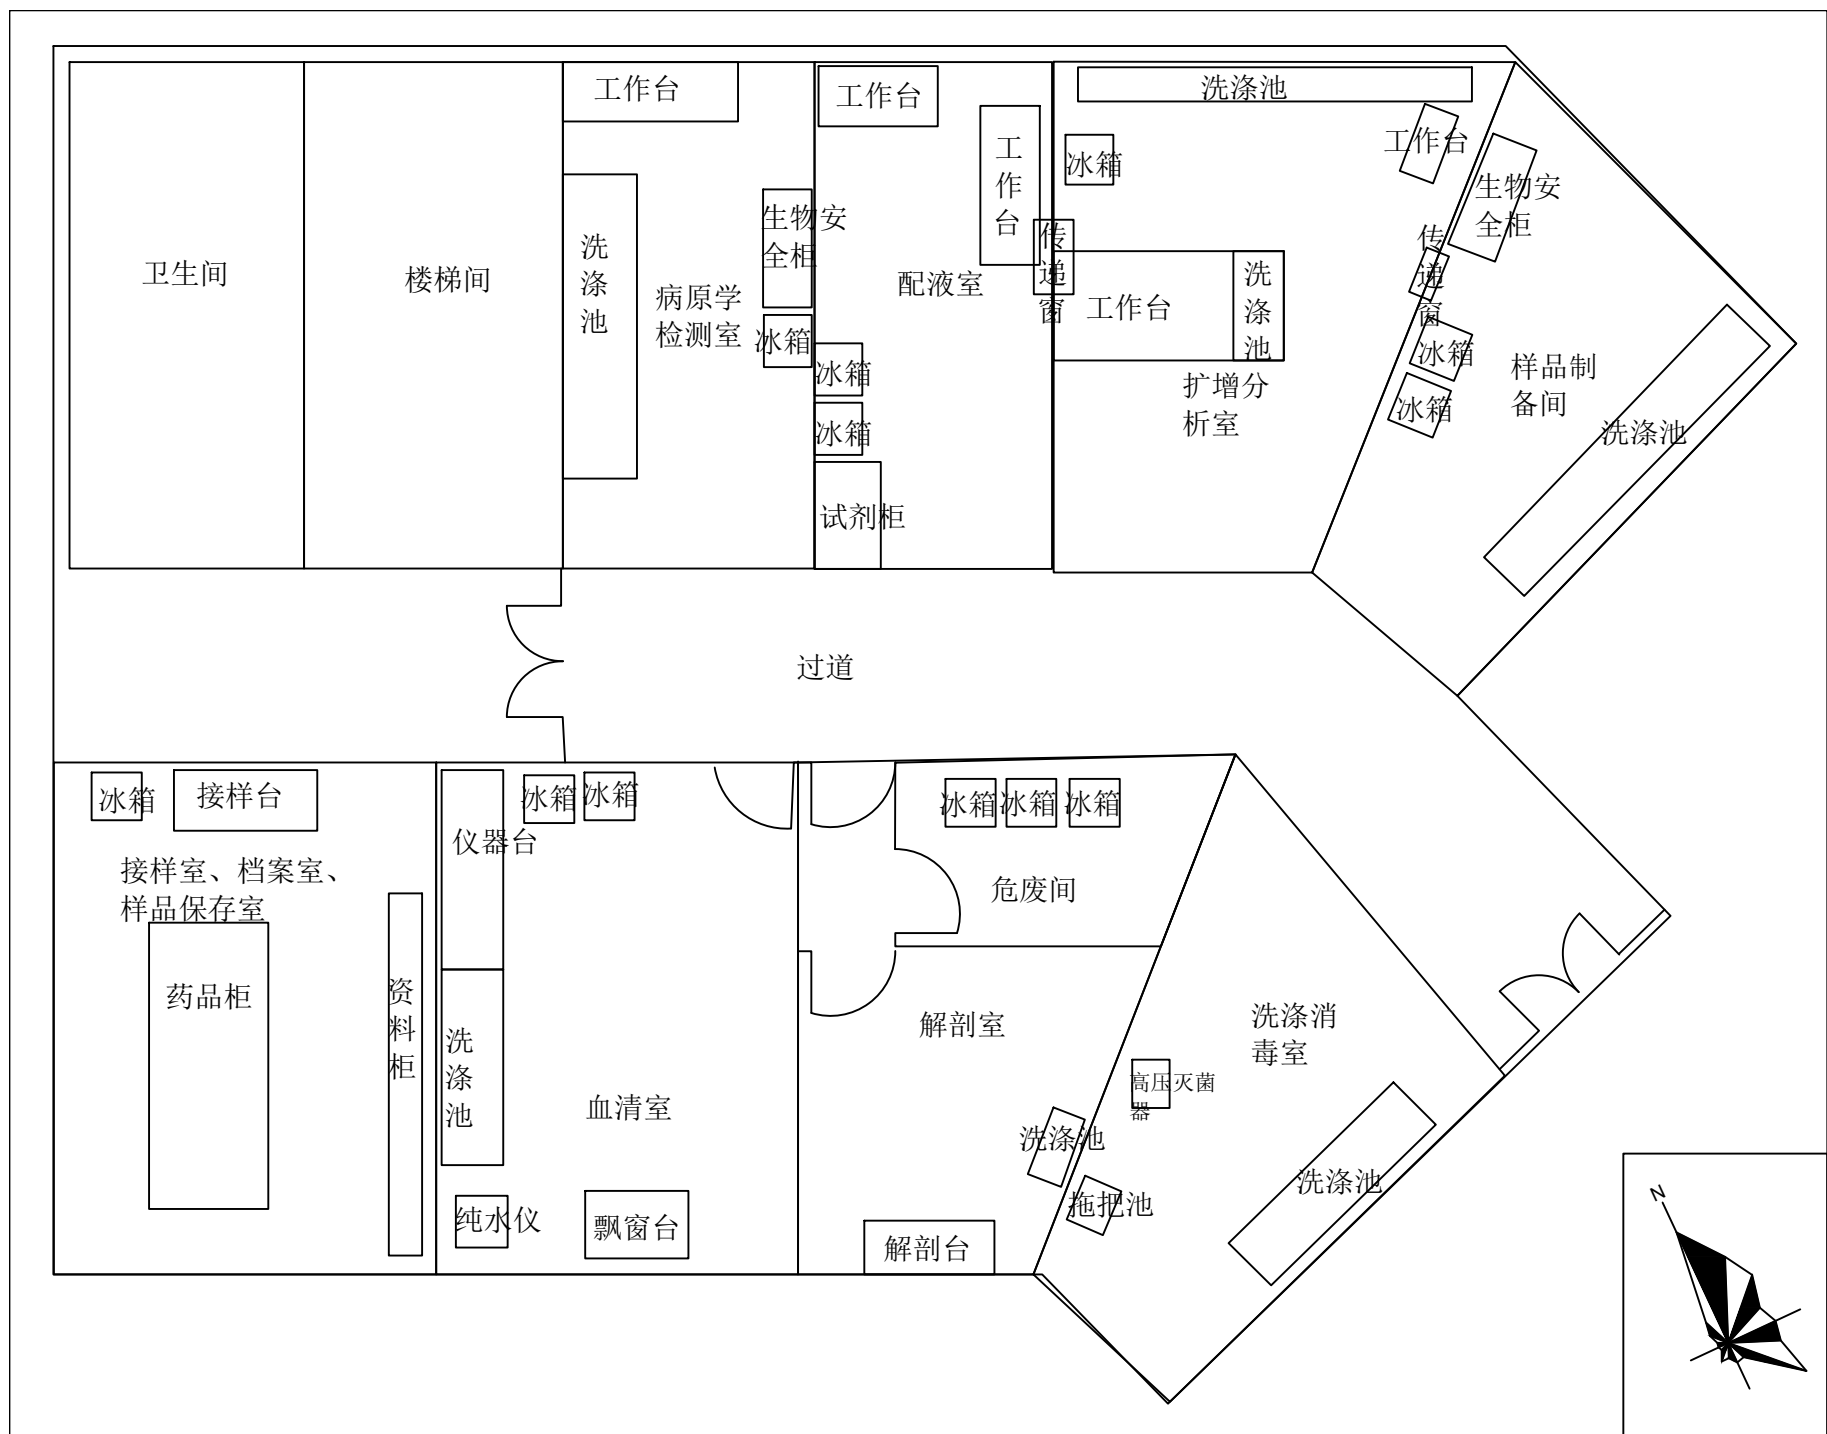 卫生间
楼梯间
工作台
洗
涤
池
病原学
检测室
生物安
全柜
冰箱
工作台
工
作
台
配液室
冰箱
冰箱
试剂柜
传
递
窗
洗涤池
冰箱
工作台
工作台
洗
涤
池
扩增分
析室
传
递
窗
生物安
全柜
冰箱
冰箱
样品制
备间
洗涤池
过道
冰箱
接样台
接样室、档案室、
样品保存室
药品柜
资
料
柜
仪器台
冰箱
冰箱
洗
涤
池
血清室
纯水仪
飘窗台
冰箱
冰箱
冰箱
危废间
解剖室
洗涤池
解剖台
洗涤消
毒室
高压灭菌
器
拖把池
洗涤池
N